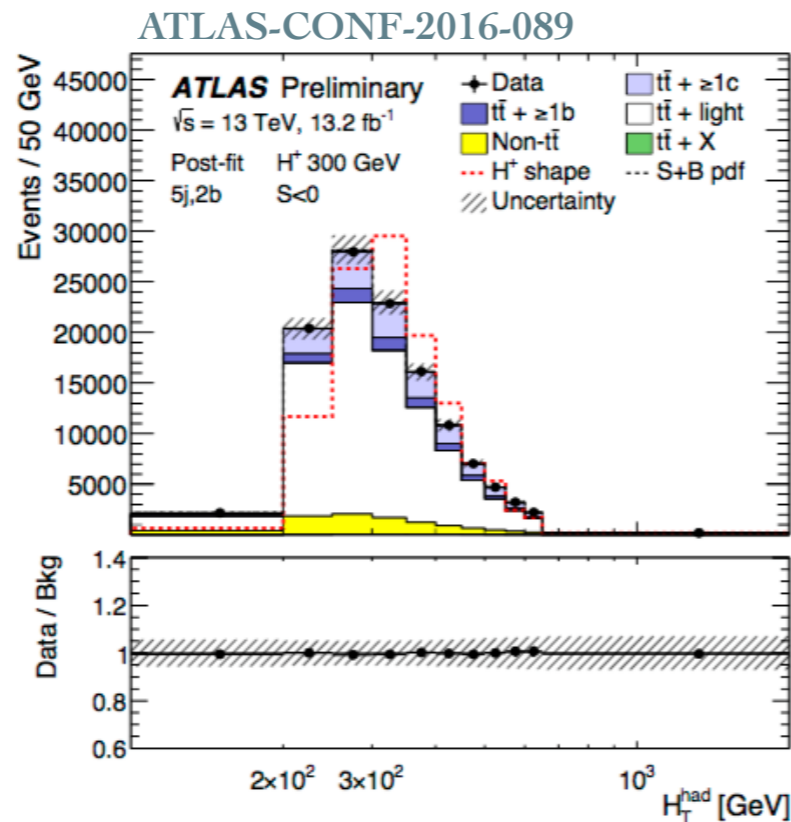 ATLAS-CONF-2016-089
Events / 50 GeV
45000
40000
35000
30000
25000
20000
15000
10000
5000
ATLAS Preliminary
√s = 13 TeV, 13.2 fb⁻¹
Post-fit H⁺ 300 GeV
5j,2b S<0
Data
tt̄ + ≥1c
tt̄ + ≥1b
tt̄ + light
Non-tt̄
tt̄ + X
H⁺ shape
S+B pdf
Uncertainty
Data / Bkg
1.4
1.2
1
0.8
0.6
2×10² 3×10² 10³
H_T^had [GeV]